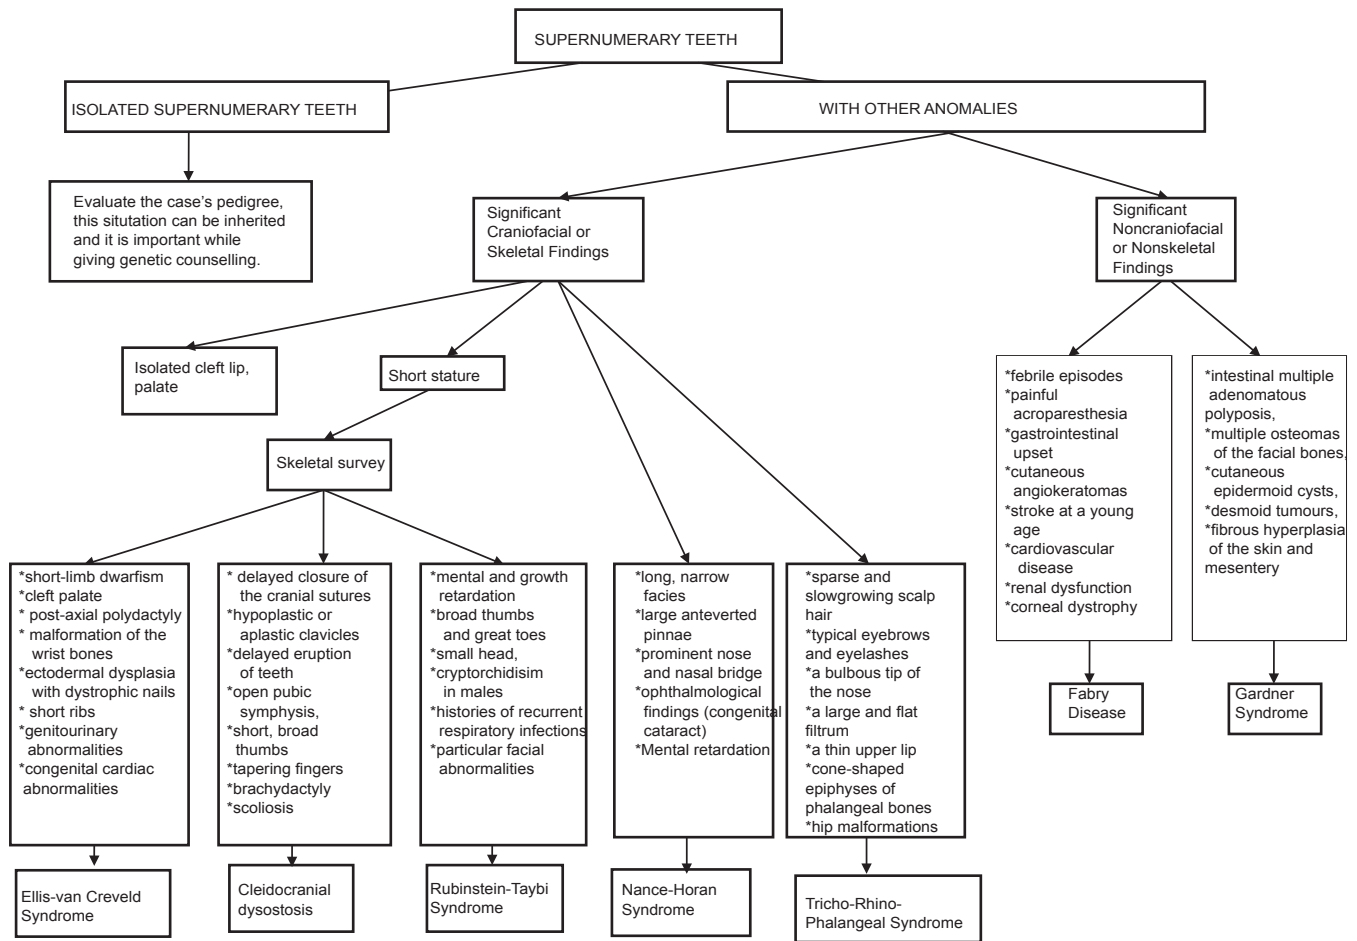 SUPERNUMERARY TEETH
ISOLATED SUPERNUMERARY TEETH
WITH OTHER ANOMALIES
Evaluate the case's pedigree,
this situtation can be inherited
and it is important while
giving genetic counselling.
Significant
Craniofacial or
Skeletal Findings
Significant
Noncraniofacial
or Nonskeletal
Findings
Isolated cleft lip,
palate
Short stature
Skeletal survey
*febrile episodes
*painful
acroparesthesia
*gastrointestinal
upset
*cutaneous
angiokeratomas
*stroke at a young
age
*cardiovascular
disease
*renal dysfunction
*corneal dystrophy
*intestinal multiple
adenomatous
polyposis,
*multiple osteomas
of the facial bones,
*cutaneous
epidermoid cysts,
*desmoid tumours,
*fibrous hyperplasia
of the skin and
mesentery
*short-limb dwarfism
*cleft palate
* post-axial polydactyly
* malformation of the
wrist bones
*ectodermal dysplasia
with dystrophic nails
* short ribs
*genitourinary
abnormalities
*congenital cardiac
abnormalities
* delayed closure of
the cranial sutures
*hypoplastic or
aplastic clavicles
*delayed eruption
of teeth
*open pubic
symphysis,
*short, broad
thumbs
*tapering fingers
*brachydactyly
*scoliosis
*mental and growth
retardation
*broad thumbs
and great toes
*small head,
*cryptorchidisim
in males
*histories of recurrent
respiratory infections
*particular facial
abnormalities
*long, narrow
facies
*large anteverted
pinnae
*prominent nose
and nasal bridge
*ophthalmological
findings (congenital
cataract)
*Mental retardation
*sparse and
slowgrowing scalp
hair
*typical eyebrows
and eyelashes
*a bulbous tip of
the nose
*a large and flat
filtrum
*a thin upper lip
*cone-shaped
epiphyses of
phalangeal bones
*hip malformations
Fabry
Disease
Gardner
Syndrome
Ellis-van Creveld
Syndrome
Cleidocranial
dysostosis
Rubinstein-Taybi
Syndrome
Nance-Horan
Syndrome
Tricho-Rhino-
Phalangeal Syndrome